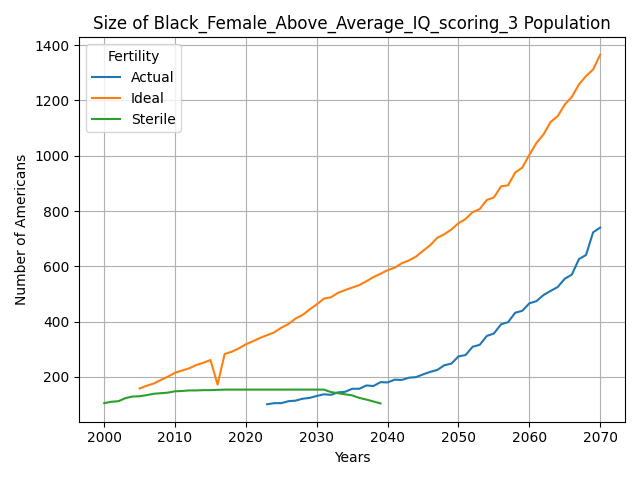 Size of Black_Female_Above_Average_IQ_scoring_3 Population
Fertility
Actual
Ideal
Sterile
Number of Americans
1400
1200
1000
800
600
400
200
2000 2010 2020 2030 2040 2050 2060 2070
Years